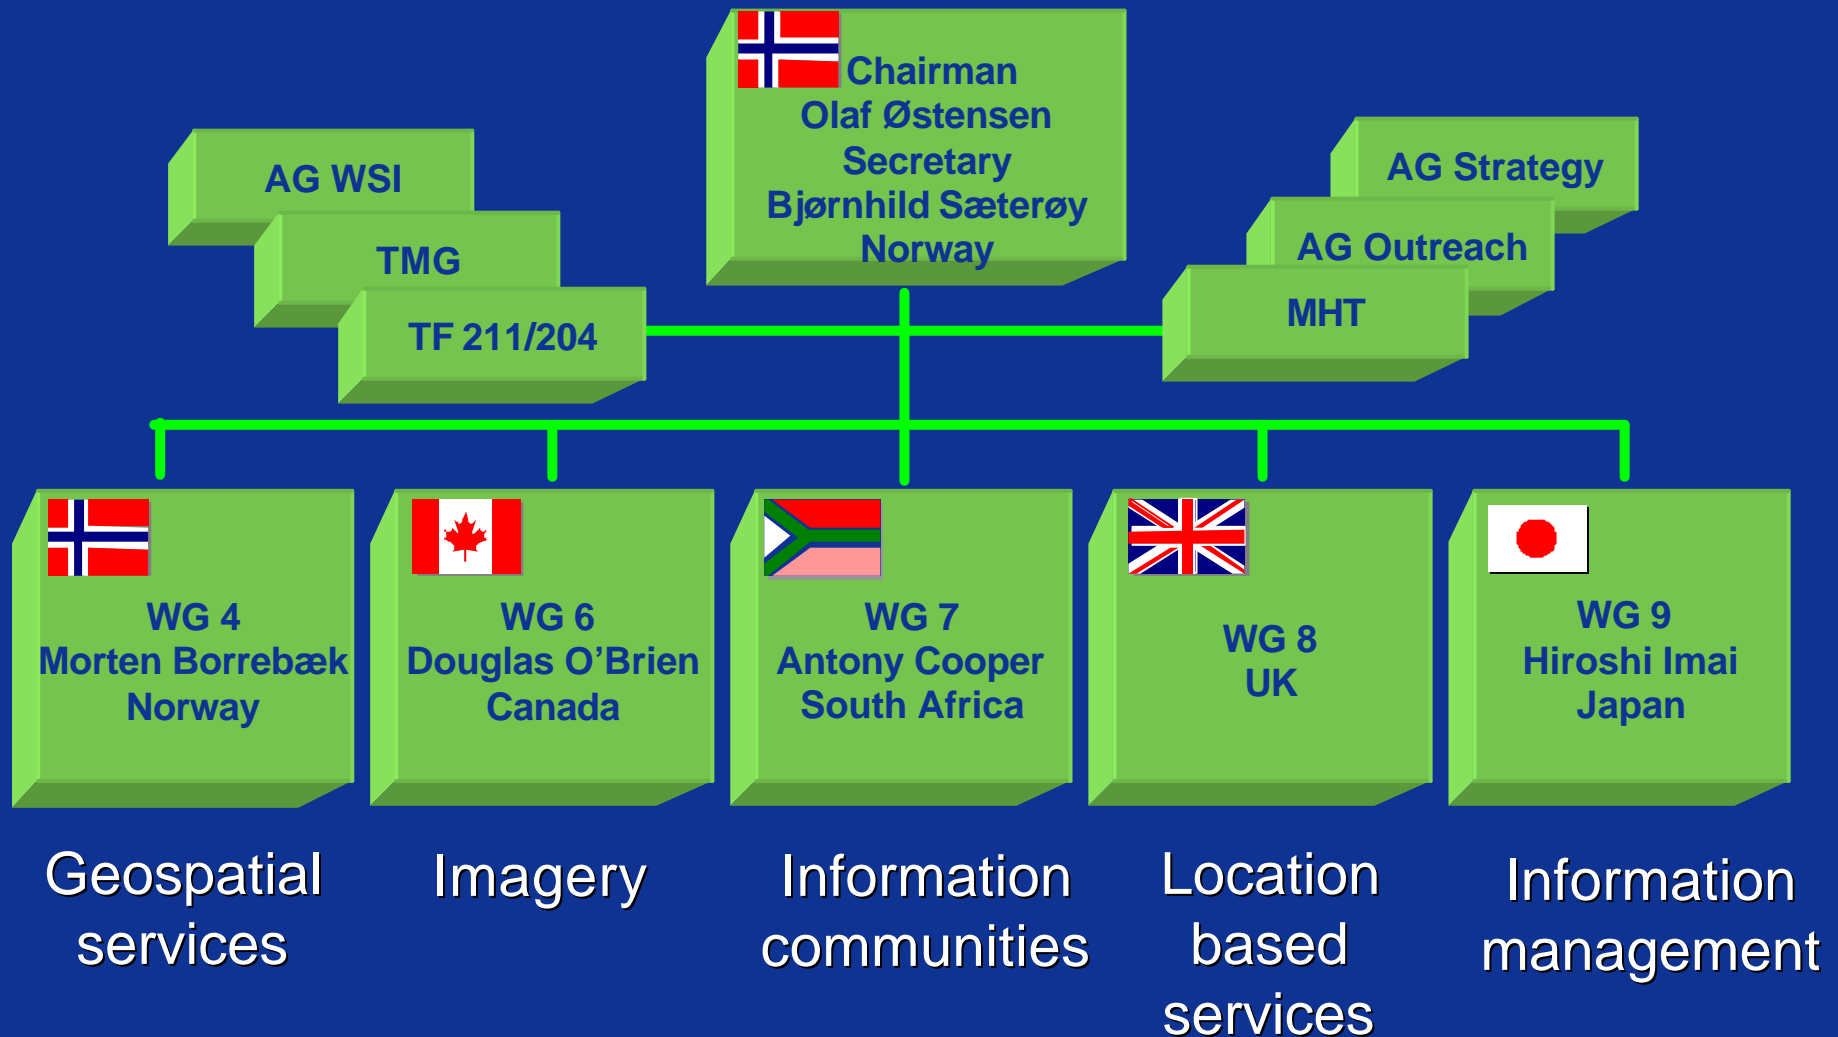 Chairman
Olaf Østensen
Secretary
Bjørnhild Sæterøy
Norway
AG WSI
TMG
TF 211/204
AG Strategy
AG Outreach
MHT
WG 4
Morten Borrebæk
Norway
WG 6
Douglas O’Brien
Canada
WG 7
Antony Cooper
South Africa
WG 8
UK
WG 9
Hiroshi Imai
Japan
Geospatial
services
Imagery
Information
communities
Location
based
services
Information
management